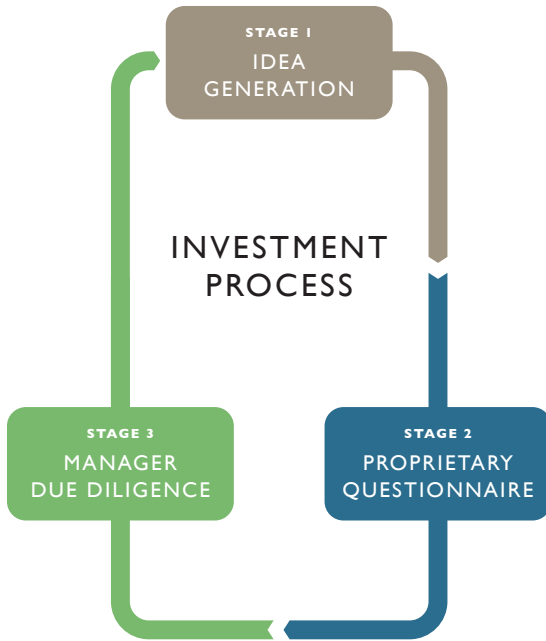 STAGE 1
IDEA
GENERATION
INVESTMENT
PROCESS
STAGE 3
MANAGER
DUE DILIGENCE
STAGE 2
PROPRIETARY
QUESTIONNAIRE